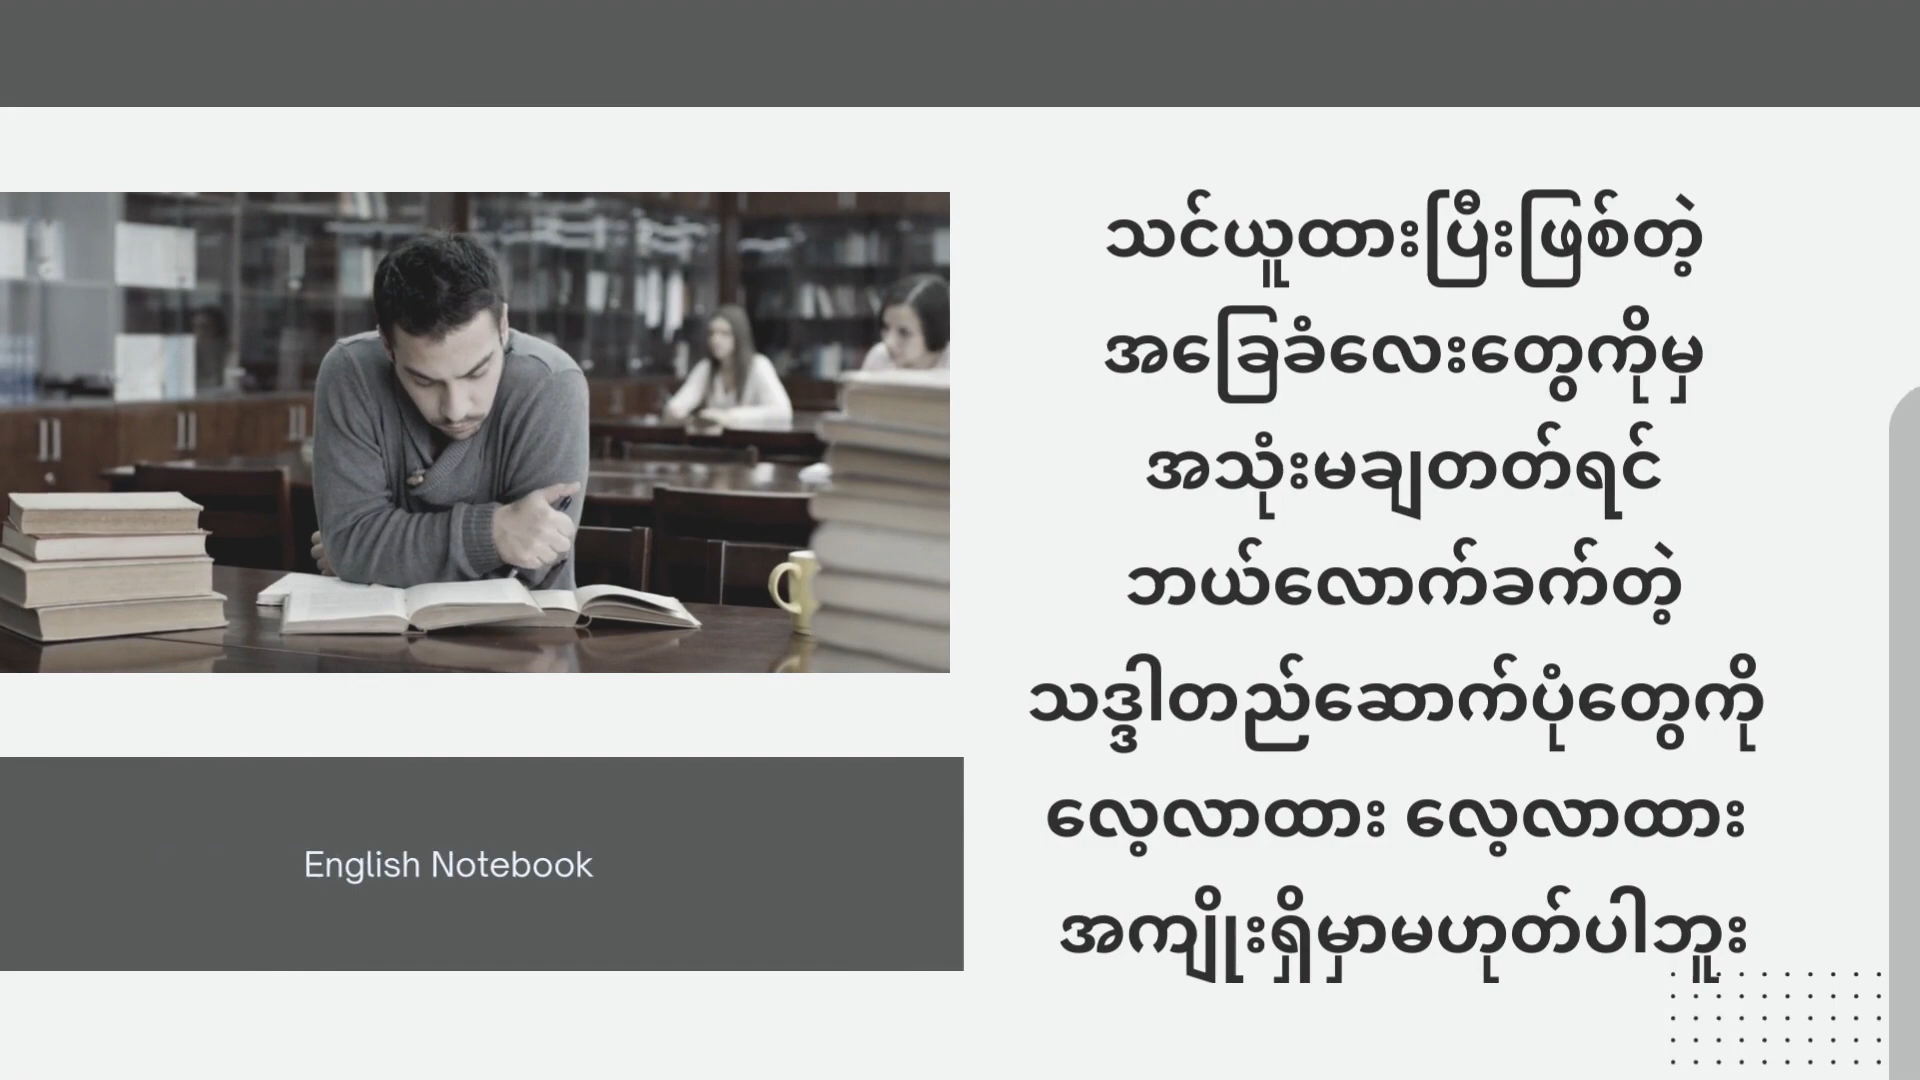 သင်ယူထားပြီးဖြစ်တဲ့
အခြေခံလေးတွေကိုမှ
အသုံးမချတတ်ရင်
ဘယ်လောက်ခက်တဲ့
သဒ္ဒါတည်ဆောက်ပုံတွေကို
လေ့လာထား လေ့လာထား
အကျိုးရှိမှာမဟုတ်ပါဘူး
English Notebook